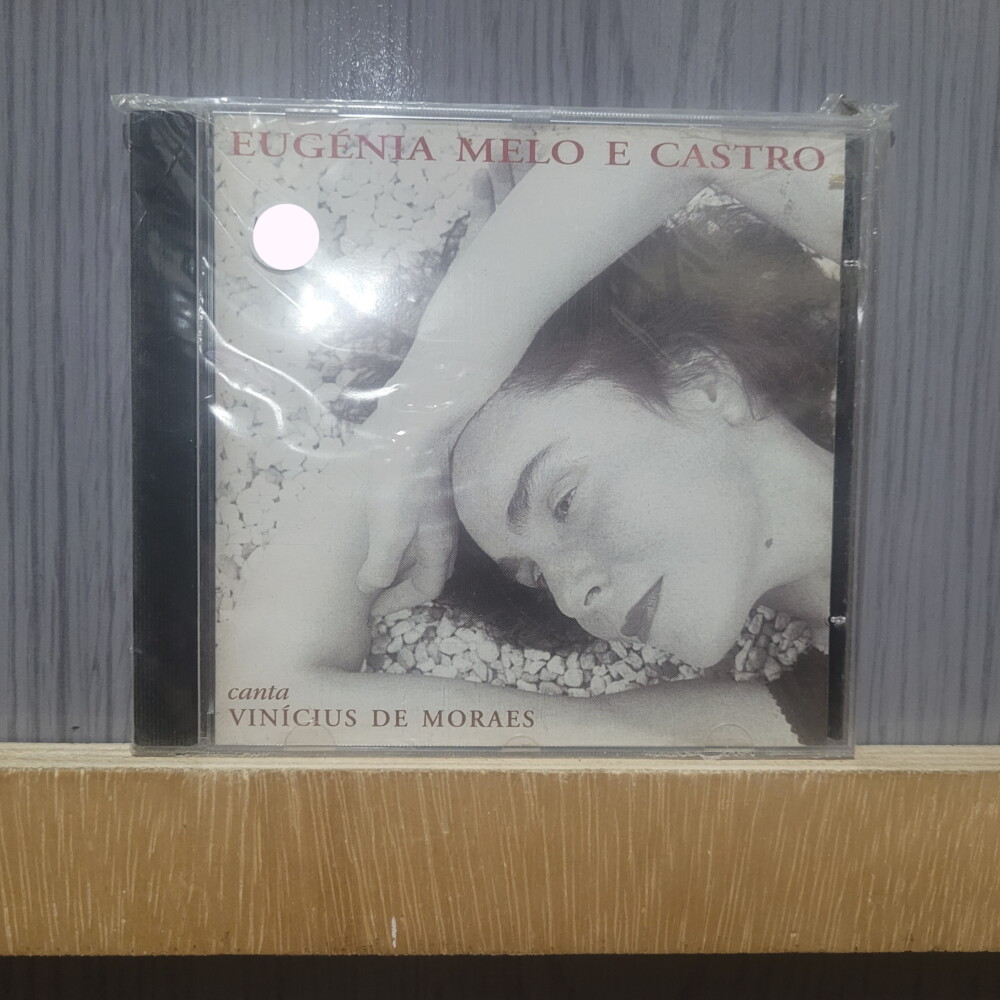 EUGÉNIA MELO E CASTRO
canta
VINÍCIUS DE MORAES